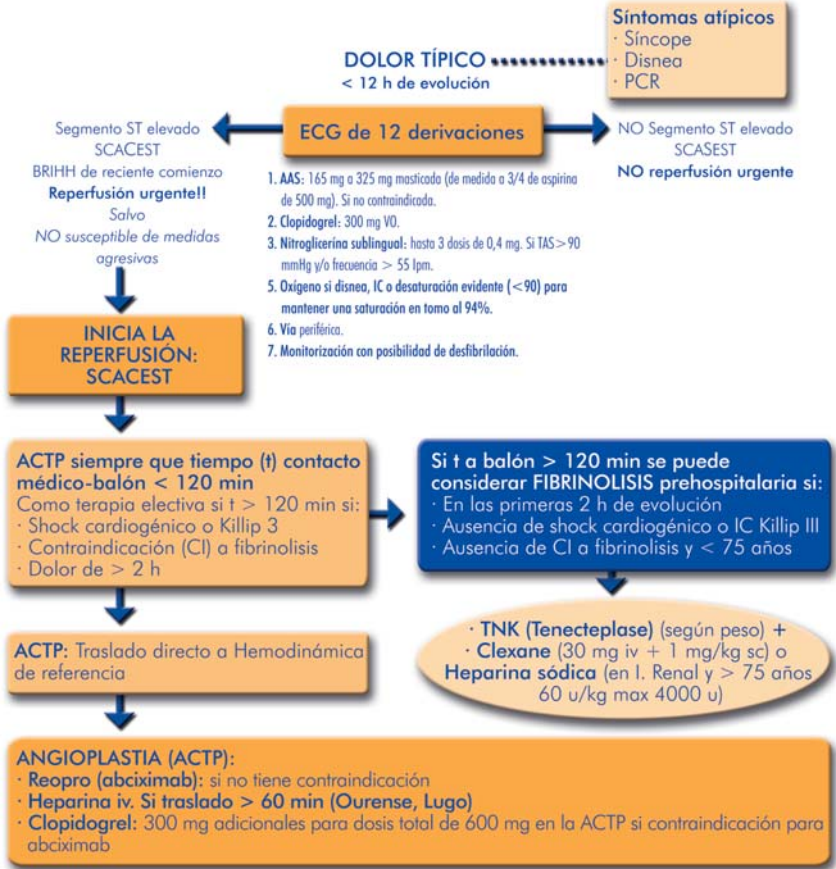 Síntomas atípicos
· Síncope
· Disnea
· PCR
DOLOR TÍPICO
< 12 h de evolución
ECG de 12 derivaciones
Segmento ST elevado
SCACEST
BRIHH de reciente comienzo
Reperfusión urgente!!
Salvo
NO susceptible de medidas
agresivas
NO Segmento ST elevado
SCASEST
NO reperfusión urgente
1. AAS: 165 mg a 325 mg masticada (de medida a 3/4 de aspirina
de 500 mg). Si no contraindicada.
2. Clopidogrel: 300 mg VO.
3. Nitroglicerina sublingual: hasta 3 dosis de 0,4 mg. Si TAS>90
mmHg y/o frecuencia > 55 lpm.
5. Oxígeno si disnea, IC o desaturación evidente (<90) para
mantener una saturación en torno al 94%.
6. Vía periférica.
7. Monitorización con posibilidad de desfibrilación.
INICIA LA
REPERFUSIÓN:
SCACEST
ACTP siempre que tiempo (t) contacto
médico-balón < 120 min
Como terapia electiva si t > 120 min si:
· Shock cardiogénico o Killip 3
· Contraindicación (CI) a fibrinolisis
· Dolor de > 2 h
Si t a balón > 120 min se puede
considerar FIBRINOLISIS prehospitalaria si:
· En las primeras 2 h de evolución
· Ausencia de shock cardiogénico o IC Killip III
· Ausencia de CI a fibrinolisis y < 75 años
· TNK (Tenecteplase) (según peso) +
· Clexane (30 mg iv + 1 mg/kg sc) o
Heparina sódica (en I. Renal y > 75 años
60 u/kg max 4000 u)
ACTP: Traslado directo a Hemodinámica
de referencia
ANGIOPLASTIA (ACTP):
· Reopro (abciximab): si no tiene contraindicación
· Heparina iv. Si traslado > 60 min (Ourense, Lugo)
· Clopidogrel: 300 mg adicionales para dosis total de 600 mg en la ACTP si contraindicación para
abciximab